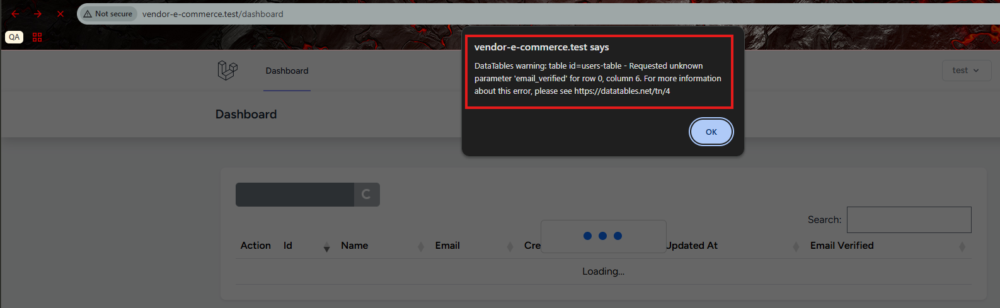 Not secure
vendor-e-commerce.test/dashboard
QA
vendor-e-commerce.test says
DataTables warning: table id=users-table - Requested unknown
parameter 'email_verified' for row 0, column 6. For more information
about this error, please see https://datatables.net/tn/4
OK
Dashboard
test
Dashboard
Search:
Action Id Name Email Cre Updated At Email Verified
Loading...